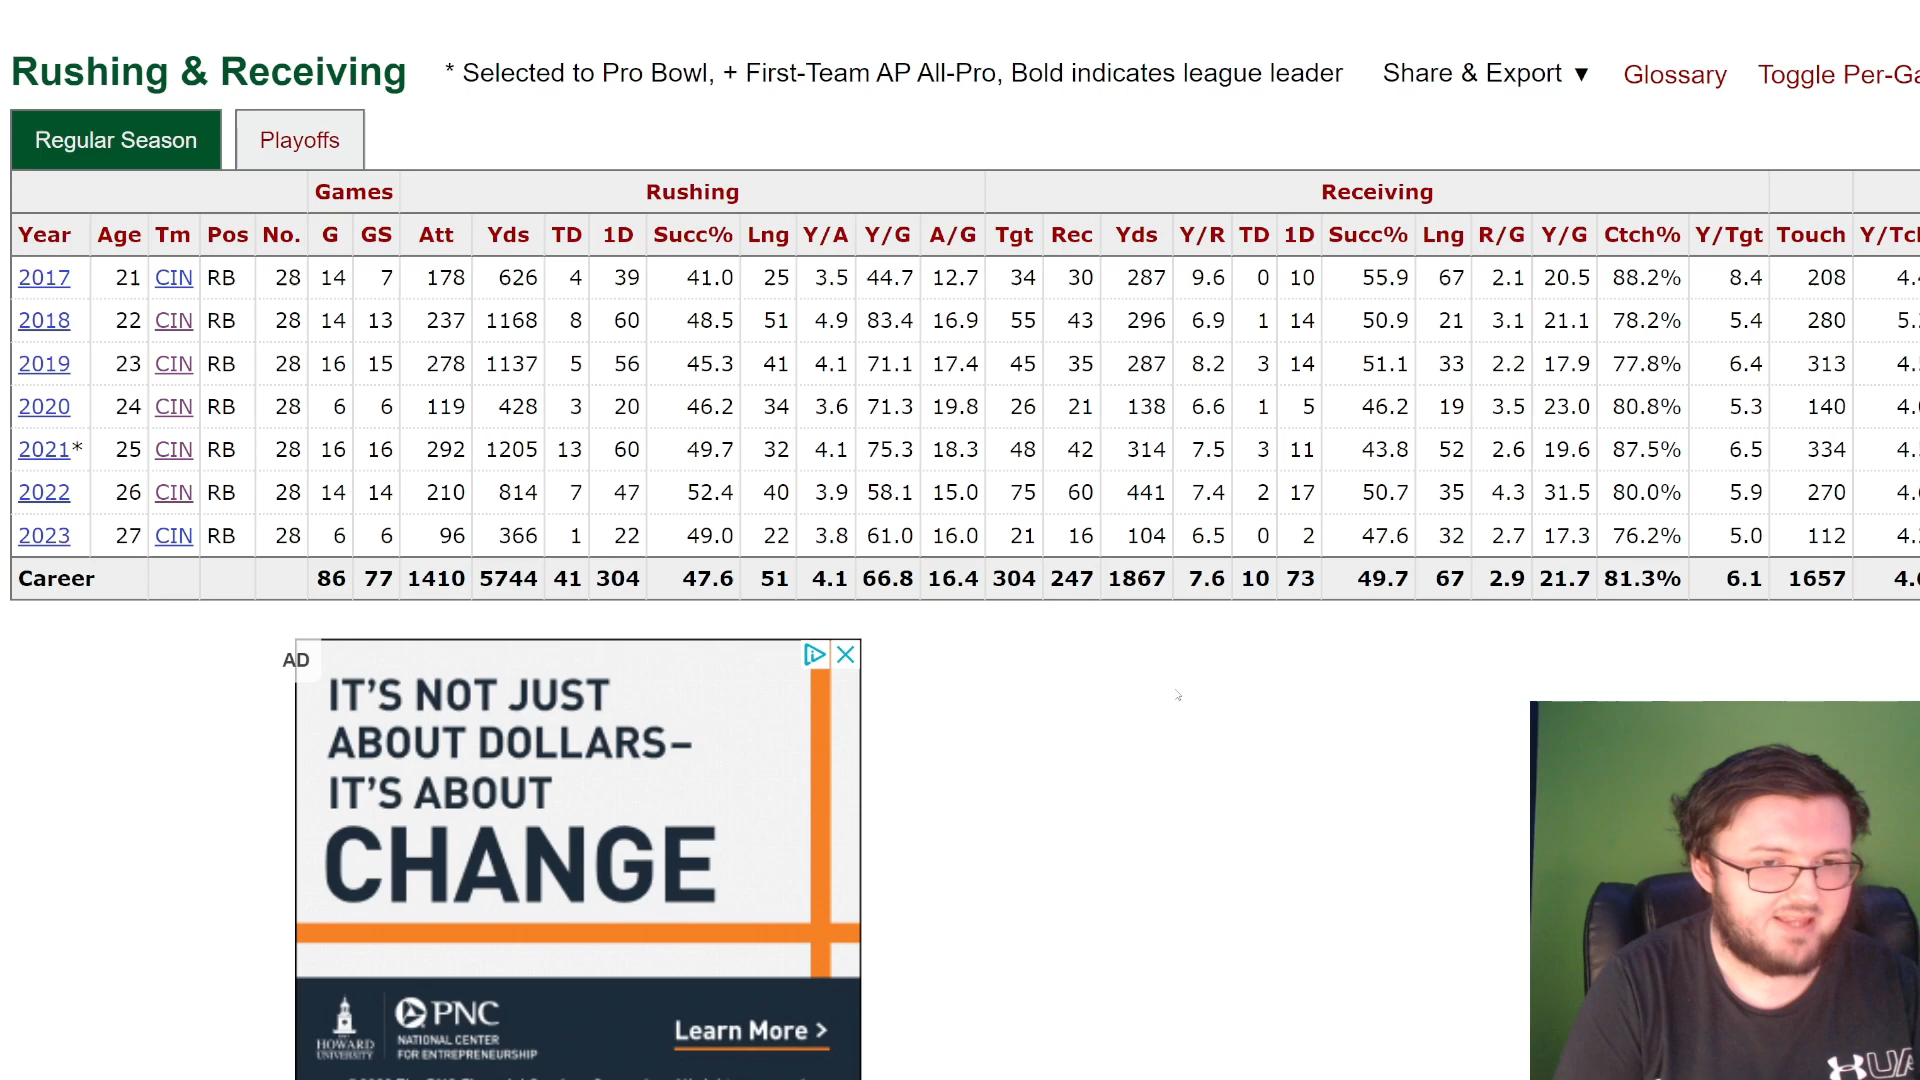 Rushing & Receiving * Selected to Pro Bowl, + First-Team AP All-Pro, Bold indicates league leader Share & Export ▼ Glossary Toggle Per-Ga
Regular Season Playoffs
Games Rushing Receiving
Year Age Tm Pos No. G GS Att Yds TD 1D Succ% Lng Y/A Y/G A/G Tgt Rec Yds Y/R TD 1D Succ% Lng R/G Y/G Ctch% Y/Tgt Touch Y/Tch
2017 21 CIN RB 28 14 7 178 626 4 39 41.0 25 3.5 44.7 12.7 34 30 287 9.6 0 10 55.9 67 2.1 20.5 88.2% 8.4 208 4.
2018 22 CIN RB 28 14 13 237 1168 8 60 48.5 51 4.9 83.4 16.9 55 43 296 6.9 1 14 50.9 21 3.1 21.1 78.2% 5.4 280 5.
2019 23 CIN RB 28 16 15 278 1137 5 56 45.3 41 4.1 71.1 17.4 45 35 287 8.2 3 14 51.1 33 2.2 17.9 77.8% 6.4 313 4.
2020 24 CIN RB 28 6 6 119 428 3 20 46.2 34 3.6 71.3 19.8 26 21 138 6.6 1 5 46.2 19 3.5 23.0 80.8% 5.3 140 4.
2021* 25 CIN RB 28 16 16 292 1205 13 60 49.7 32 4.1 75.3 18.3 48 42 314 7.5 3 11 43.8 52 2.6 19.6 87.5% 6.5 334 4.
2022 26 CIN RB 28 14 14 210 814 7 47 52.4 40 3.9 58.1 15.0 75 60 441 7.4 2 17 50.7 35 4.3 31.5 80.0% 5.9 270 4.
2023 27 CIN RB 28 6 6 96 366 1 22 49.0 22 3.8 61.0 16.0 21 16 104 6.5 0 2 47.6 32 2.7 17.3 76.2% 5.0 112 4.
Career 86 77 1410 5744 41 304 47.6 51 4.1 66.8 16.4 304 247 1867 7.6 10 73 49.7 67 2.9 21.7 81.3% 6.1 1657 4.
AD
IT'S NOT JUST
ABOUT DOLLARS–
IT'S ABOUT
CHANGE
HOWARD
UNIVERSITY
PNC
NATIONAL CENTER
FOR ENTREPRENEURSHIP
Learn More >
UA